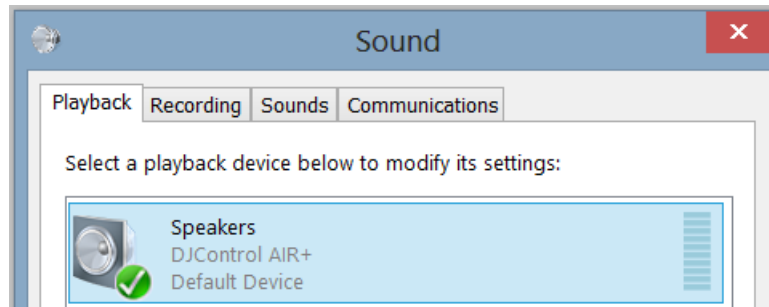 Sound
Playback Recording Sounds Communications
Select a playback device below to modify its settings:
Speakers
DJControl AIR+
Default Device